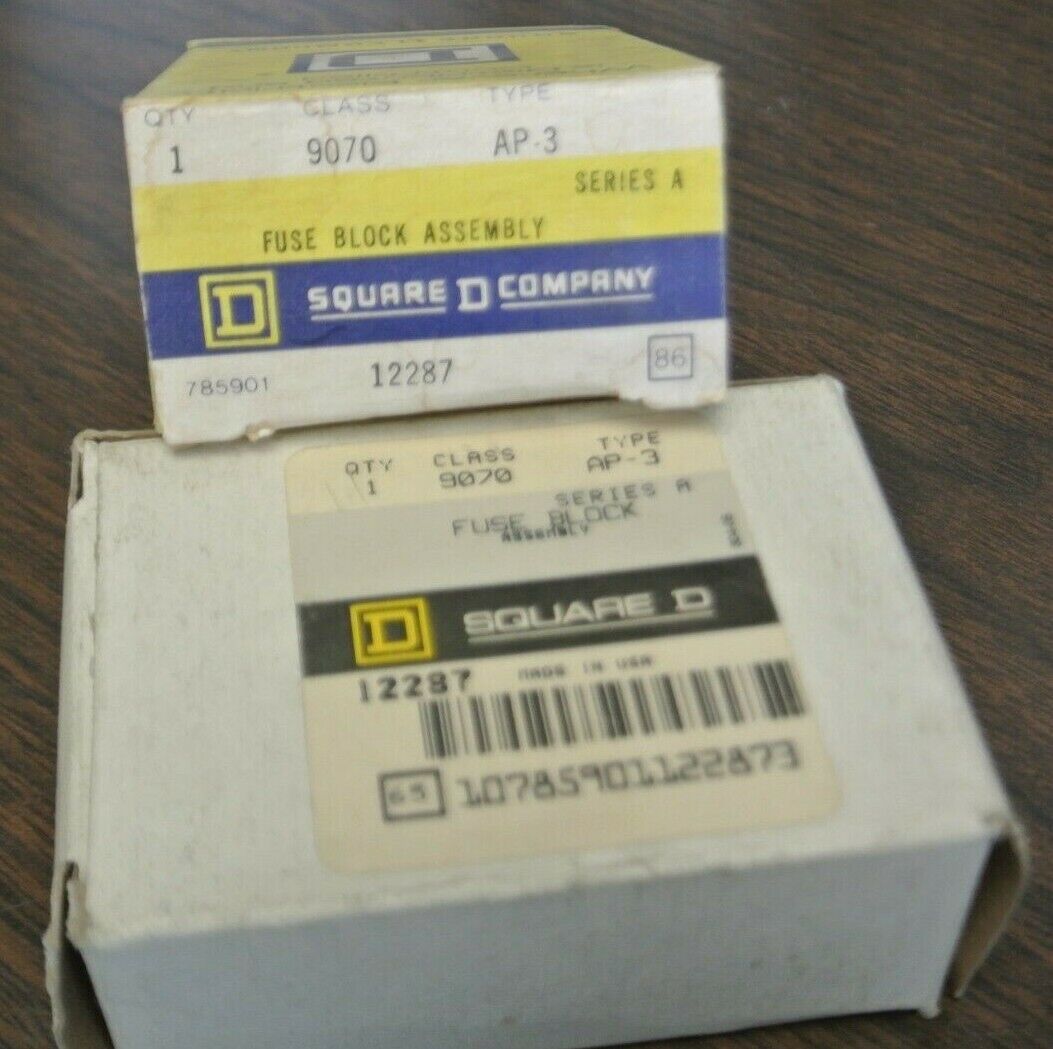 QTY CLASS TYPE
1 9070 AP-3
SERIES A
FUSE BLOCK ASSEMBLY
D SQUARE D COMPANY
785901 12287 86
QTY CLASS TYPE
1 9070 AP-3
SERIES A
FUSE BLOCK
Assembly
D SQUARE D
12287 MADE IN USA
69 10785901122873